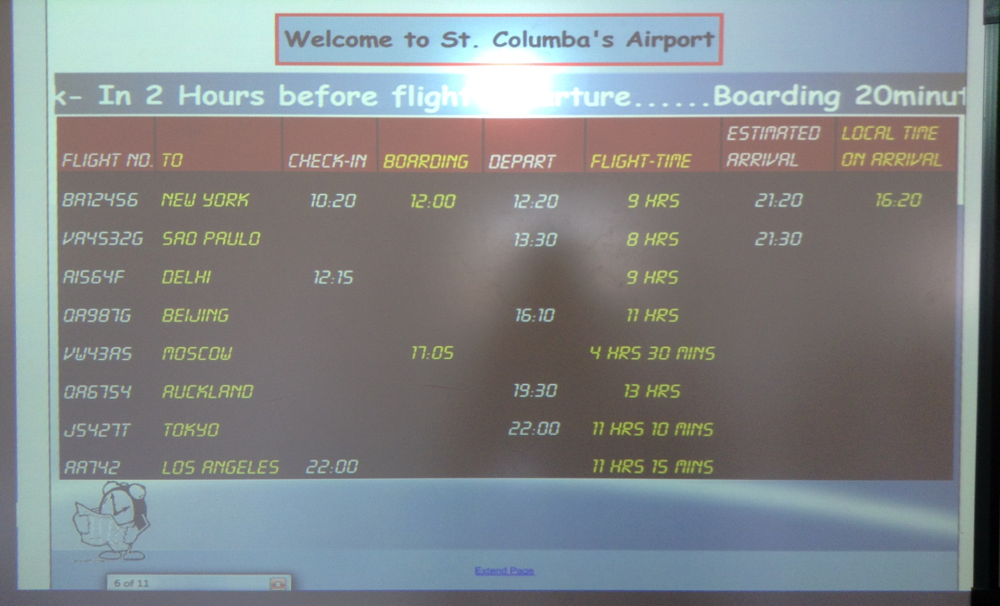 Welcome to St. Columba's Airport
k- In 2 Hours before flight rture......Boarding 20minut
FLIGHT NO. TO CHECK-IN BOARDING DEPART FLIGHT-TIME ESTIMATED ARRIVAL LOCAL TIME ON ARRIVAL
BA12456 NEW YORK 10:20 12:00 12:20 9 HRS 21:20 16:20
VA4532G SAO PAULO 13:30 8 HRS 21:30
AI564F DELHI 12:15 9 HRS
QA987G BEIJING 16:10 11 HRS
VW43AS MOSCOW 17:05 4 HRS 30 MINS
QA6754 AUCKLAND 19:30 13 HRS
JS427T TOKYO 22:00 11 HRS 10 MINS
AA742 LOS ANGELES 22:00 11 HRS 15 MINS
Extend Page
6 of 11